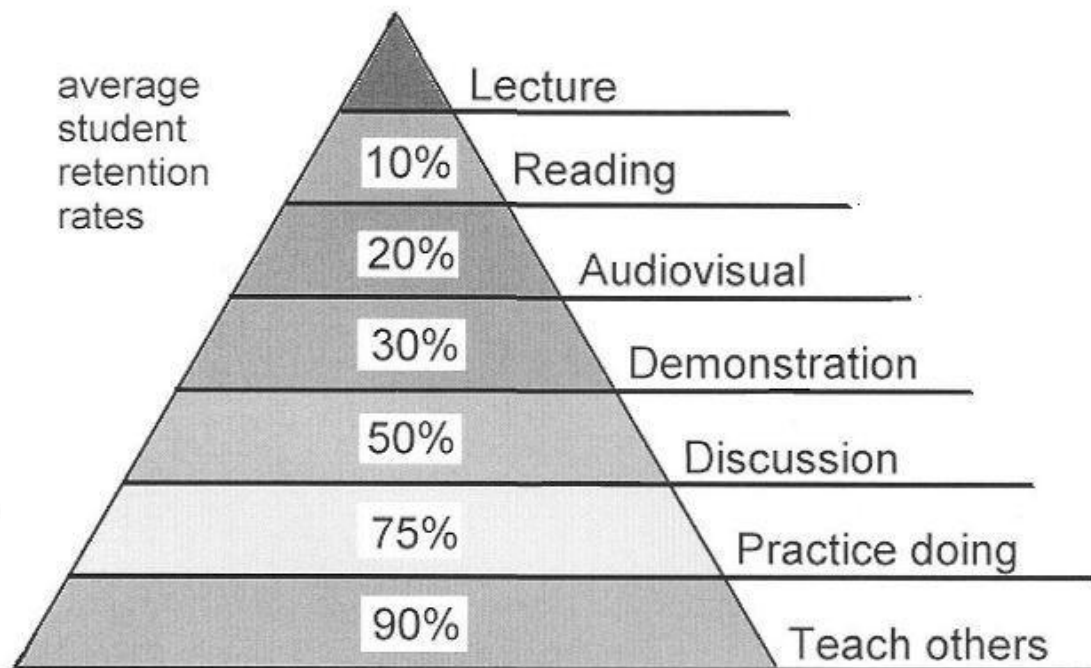 average
student
retention
rates
Lecture
10% Reading
20% Audiovisual
30% Demonstration
50% Discussion
75% Practice doing
90% Teach others